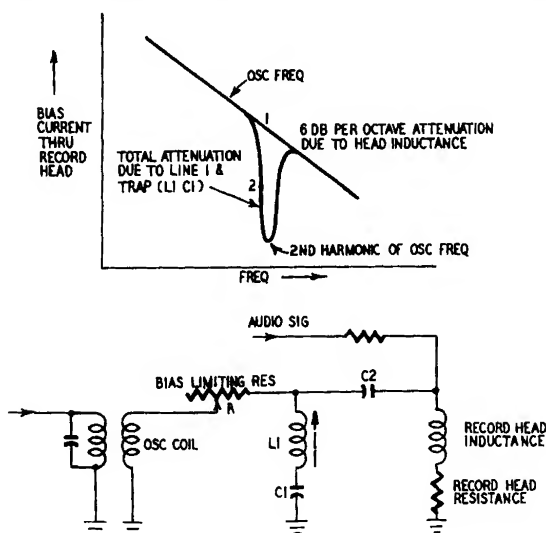 OSC FREQ
BIAS
CURRENT
THRU
RECORD
HEAD
1
6 DB PER OCTAVE ATTENUATION
DUE TO HEAD INDUCTANCE
TOTAL ATTENUATION
DUE TO LINE 1 &
TRAP (L1 C1)
2
2ND HARMONIC OF OSC FREQ
FREQ
AUDIO SIG
BIAS LIMITING RES
C2
R
OSC COIL
L1
RECORD HEAD
INDUCTANCE
C1
RECORD HEAD
RESISTANCE